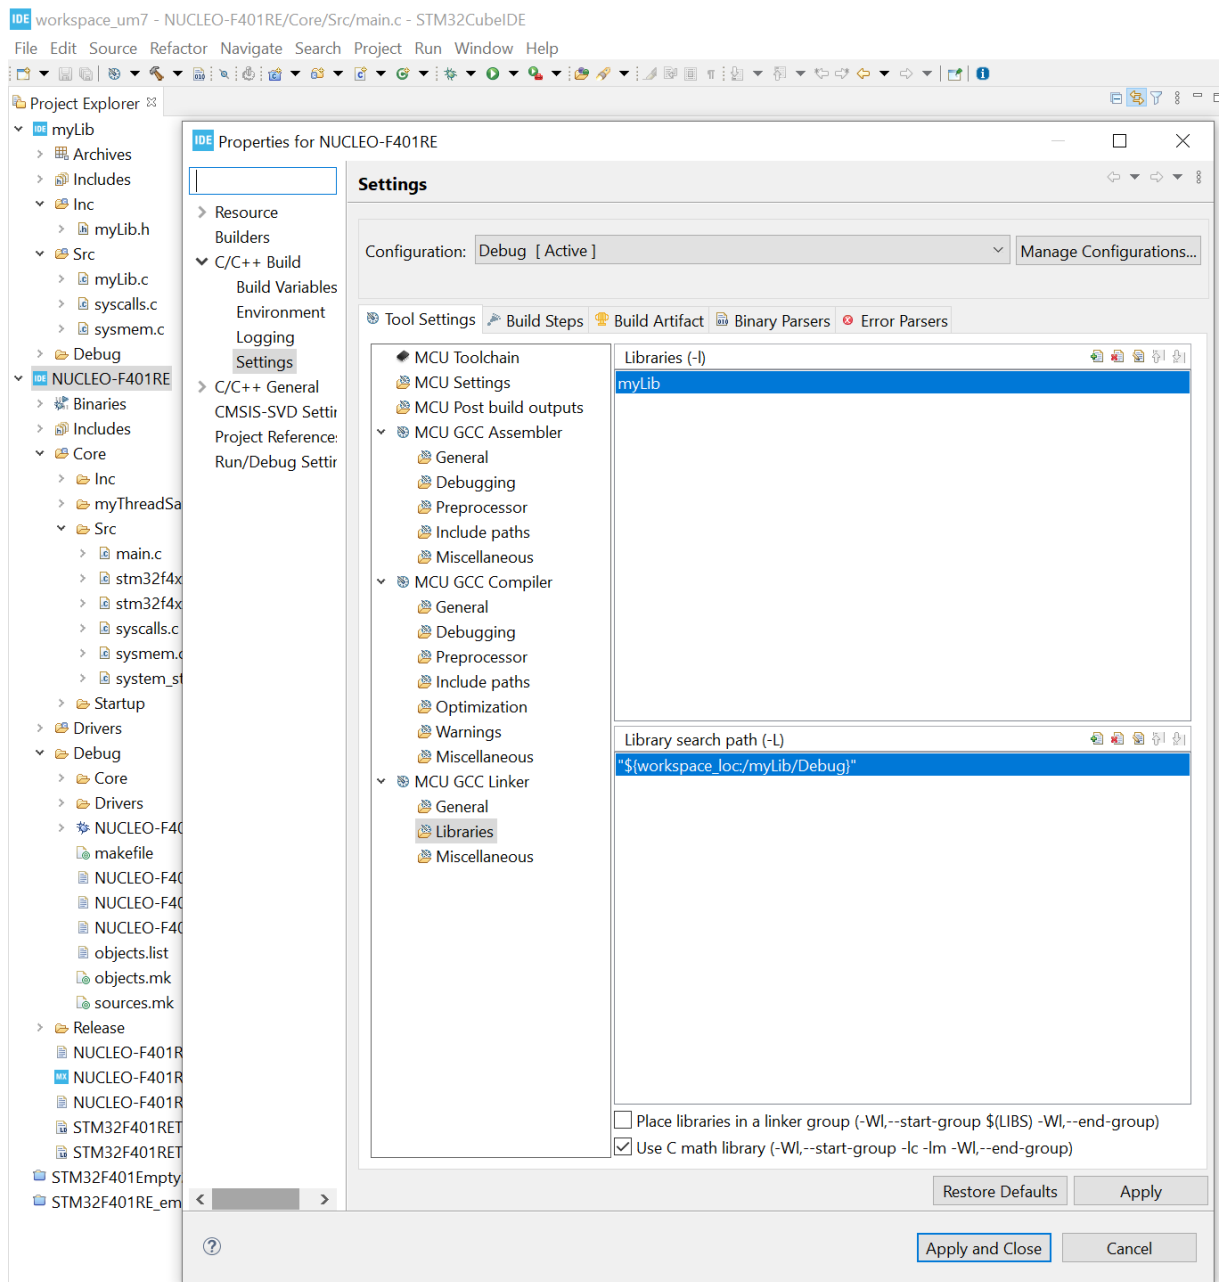 IDE workspace_um7 - NUCLEO-F401RE/Core/Src/main.c - STM32CubeIDE
File Edit Source Refactor Navigate Search Project Run Window Help
Project Explorer
IDE myLib
Archives
Includes
Inc
myLib.h
Src
myLib.c
syscalls.c
sysmem.c
Debug
IDE NUCLEO-F401RE
Binaries
Includes
Core
Inc
myThreadSa
Src
main.c
stm32f4x
stm32f4x
syscalls.c
sysmem.c
system_st
Startup
Drivers
Debug
Core
Drivers
NUCLEO-F40
makefile
NUCLEO-F40
NUCLEO-F40
NUCLEO-F40
objects.list
objects.mk
sources.mk
Release
NUCLEO-F401R
MX NUCLEO-F401R
NUCLEO-F401R
STM32F401RET
STM32F401RET
STM32F401Empty
STM32F401RE_em
IDE Properties for NUCLEO-F401RE
Resource
Builders
C/C++ Build
Build Variables
Environment
Logging
Settings
C/C++ General
CMSIS-SVD Settir
Project Reference
Run/Debug Settir
Settings
Configuration: Debug [ Active ] Manage Configurations...
Tool Settings Build Steps Build Artifact Binary Parsers Error Parsers
MCU Toolchain
MCU Settings
MCU Post build outputs
MCU GCC Assembler
General
Debugging
Preprocessor
Include paths
Miscellaneous
MCU GCC Compiler
General
Debugging
Preprocessor
Include paths
Optimization
Warnings
Miscellaneous
MCU GCC Linker
General
Libraries
Miscellaneous
Libraries (-l)
myLib
Library search path (-L)
"${workspace_loc:/myLib/Debug}"
Place libraries in a linker group (-Wl,--start-group $(LIBS) -Wl,--end-group)
Use C math library (-Wl,--start-group -lc -lm -Wl,--end-group)
Restore Defaults Apply
Apply and Close Cancel